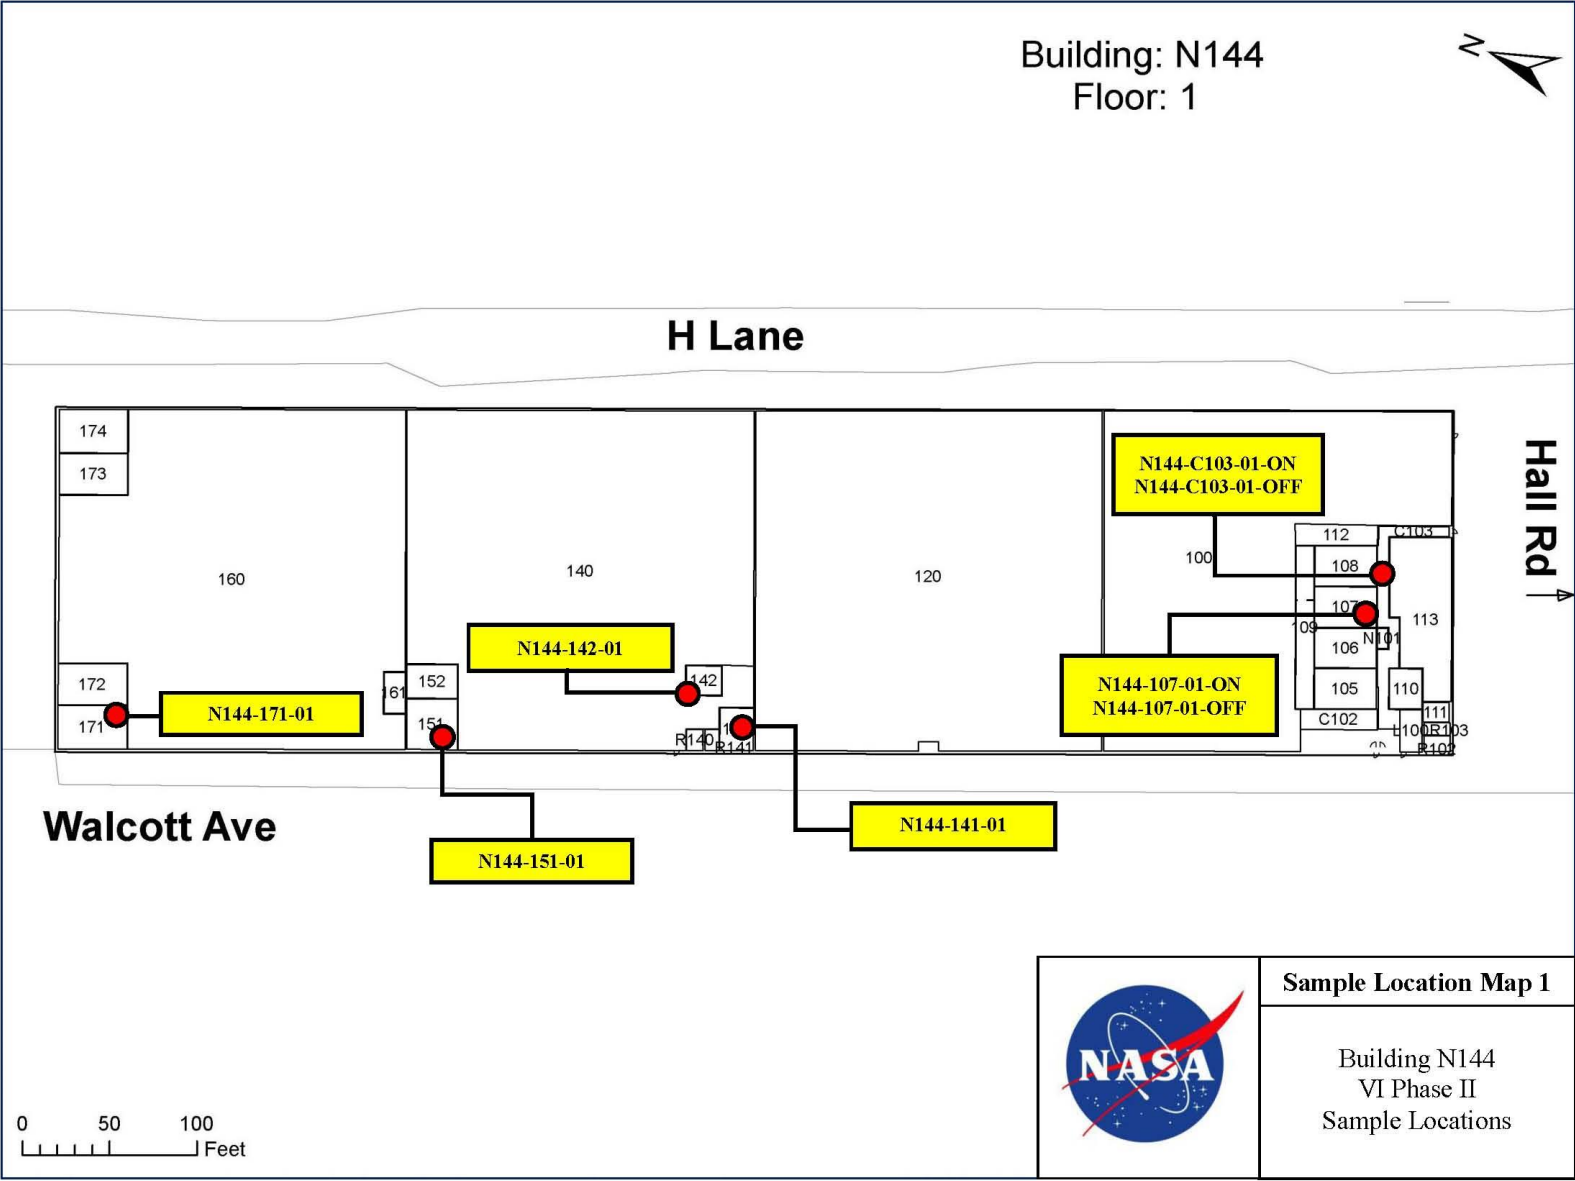 Building: N144
Floor: 1
N
H Lane
Hall Rd
174
173
160
172
171
N144-171-01
161
152
151
N144-151-01
140
N144-142-01
142
R140
R141
N144-141-01
120
100
N144-C103-01-ON
N144-C103-01-OFF
N144-107-01-ON
N144-107-01-OFF
112
C103
108
107
109
106
N101
113
105
110
C102
111
L100
R103
R102
Walcott Ave
0 50 100
Feet
NASA
Sample Location Map 1
Building N144
VI Phase II
Sample Locations